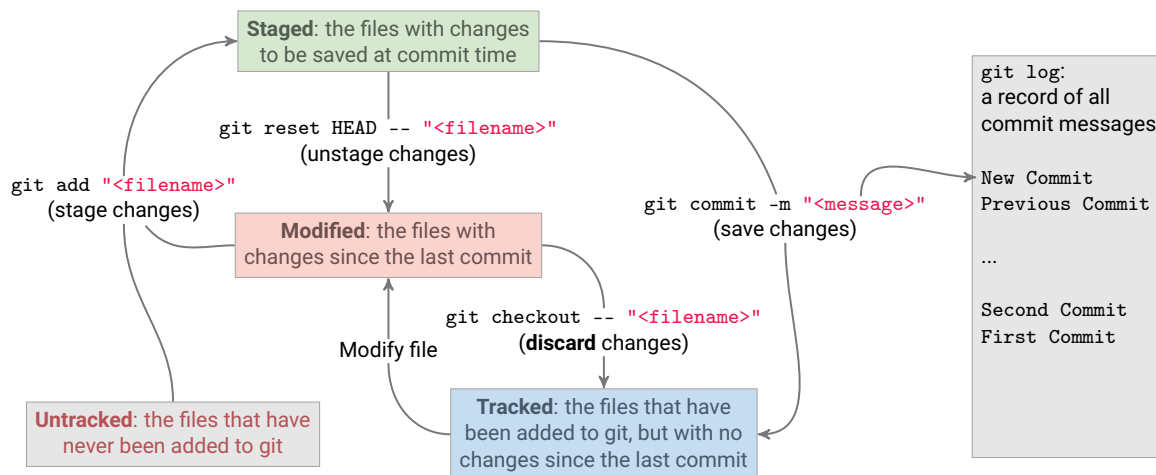 Staged: the files with changes
to be saved at commit time
git reset HEAD -- "<filename>"
(unstage changes)
git add "<filename>"
(stage changes)
Modified: the files with
changes since the last commit
git commit -m "<message>"
(save changes)
git checkout -- "<filename>"
(discard changes)
Modify file
Untracked: the files that have
never been added to git
Tracked: the files that have
been added to git, but with no
changes since the last commit
git log:
a record of all
commit messages
New Commit
Previous Commit
...
Second Commit
First Commit